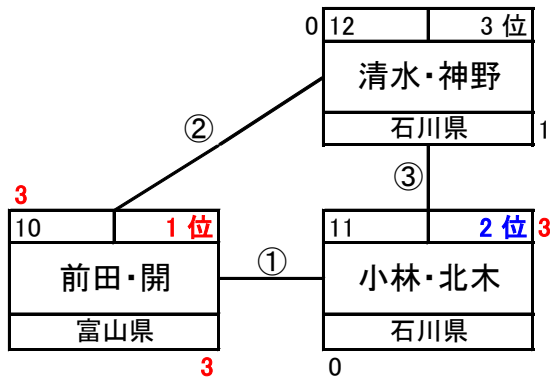 0 12 3 位
清水・神野
石川県 1
②
③
3
10 1 位
前田・開
富山県
3
①
11 2 位 3
小林・北木
石川県
0